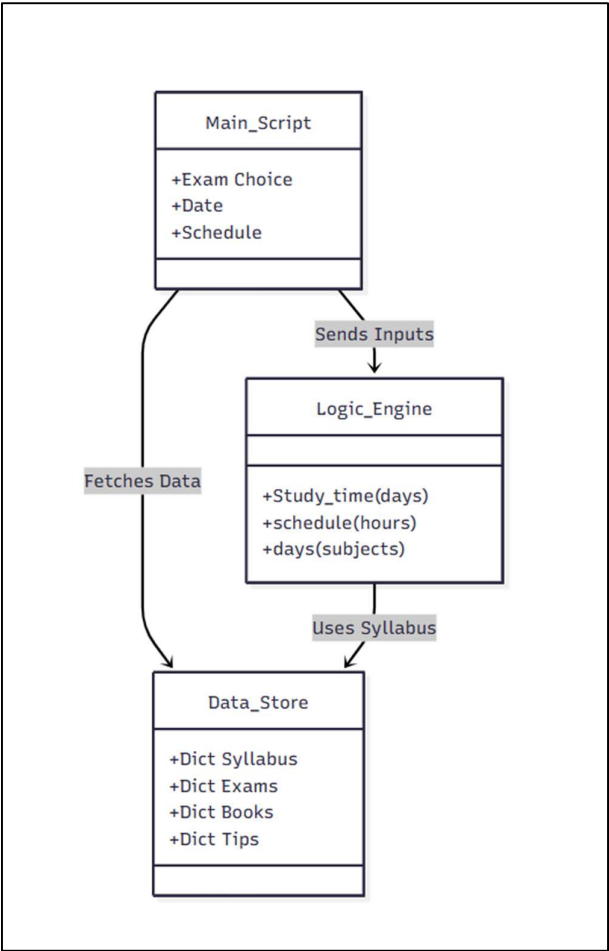 Main_Script
+Exam Choice
+Date
+Schedule
Sends Inputs
Logic_Engine
Fetches Data
+Study_time(days)
+schedule(hours)
+days(subjects)
Uses Syllabus
Data_Store
+Dict Syllabus
+Dict Exams
+Dict Books
+Dict Tips